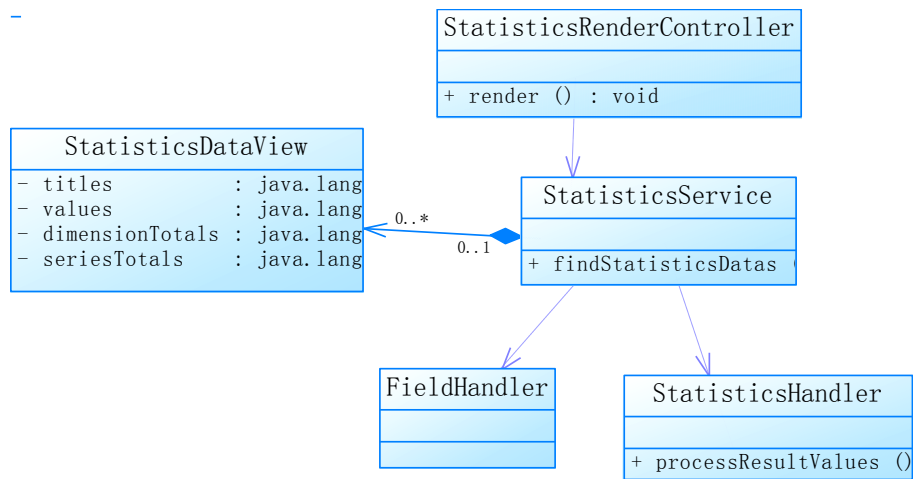 StatisticsRenderController
+ render () : void
StatisticsDataView
- titles : java.lang
- values : java.lang
- dimensionTotals : java.lang
- seriesTotals : java.lang
0..*
0..1
StatisticsService
+ findStatisticsDatas (
FieldHandler
StatisticsHandler
+ processResultValues ()